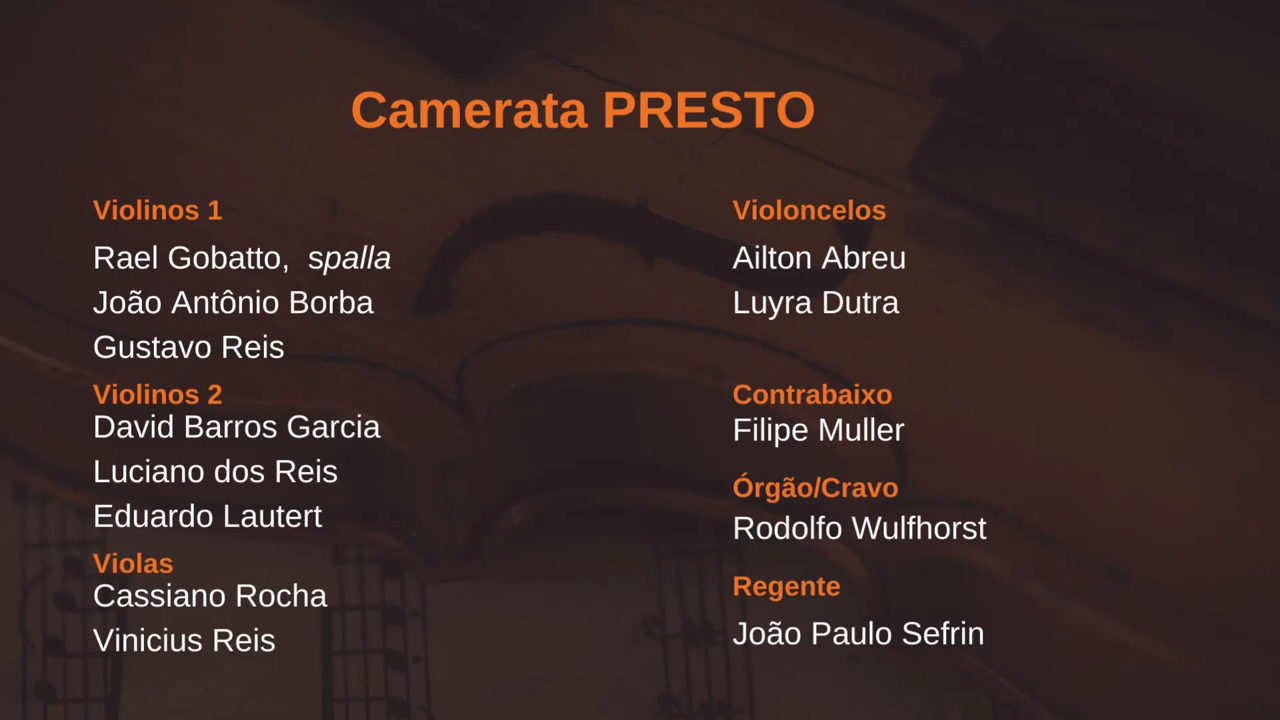 Camerata PRESTO
Violinos 1
Rael Gobatto, spalla
João Antônio Borba
Gustavo Reis
Violinos 2
David Barros Garcia
Luciano dos Reis
Eduardo Lautert
Violas
Cassiano Rocha
Vinicius Reis
Violoncelos
Ailton Abreu
Luyra Dutra
Contrabaixo
Filipe Muller
Órgão/Cravo
Rodolfo Wulfhorst
Regente
João Paulo Sefrin